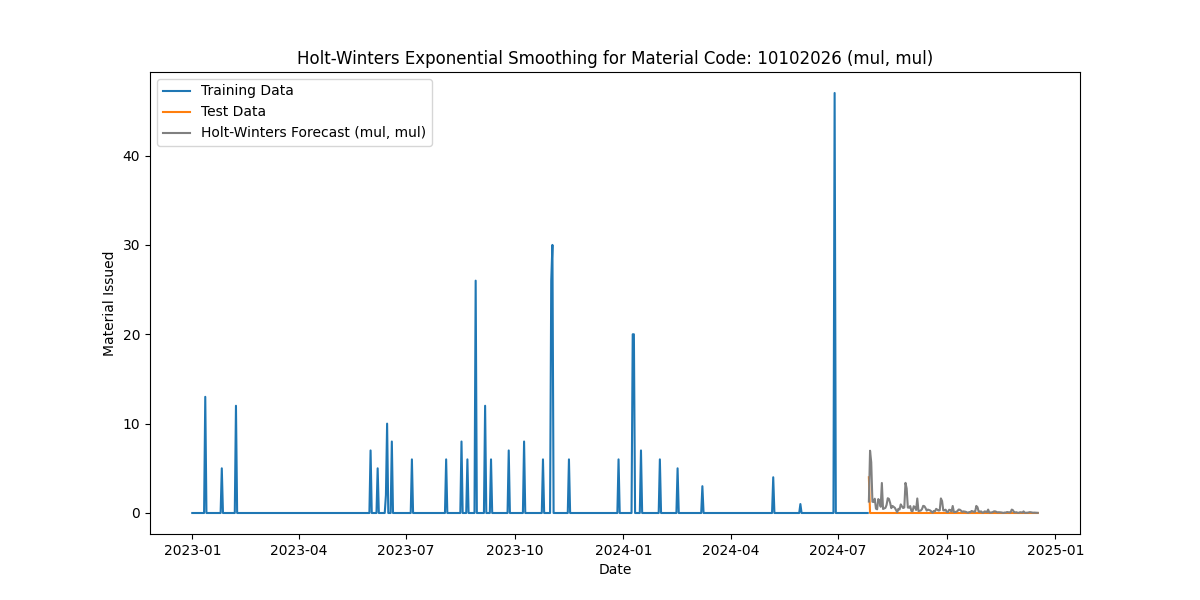 Holt-Winters Exponential Smoothing for Material Code: 10102026 (mul, mul)
Training Data
Test Data
Holt-Winters Forecast (mul, mul)
Material Issued
40
30
20
10
0
2023-01 2023-04 2023-07 2023-10 2024-01 2024-04 2024-07 2024-10 2025-01
Date